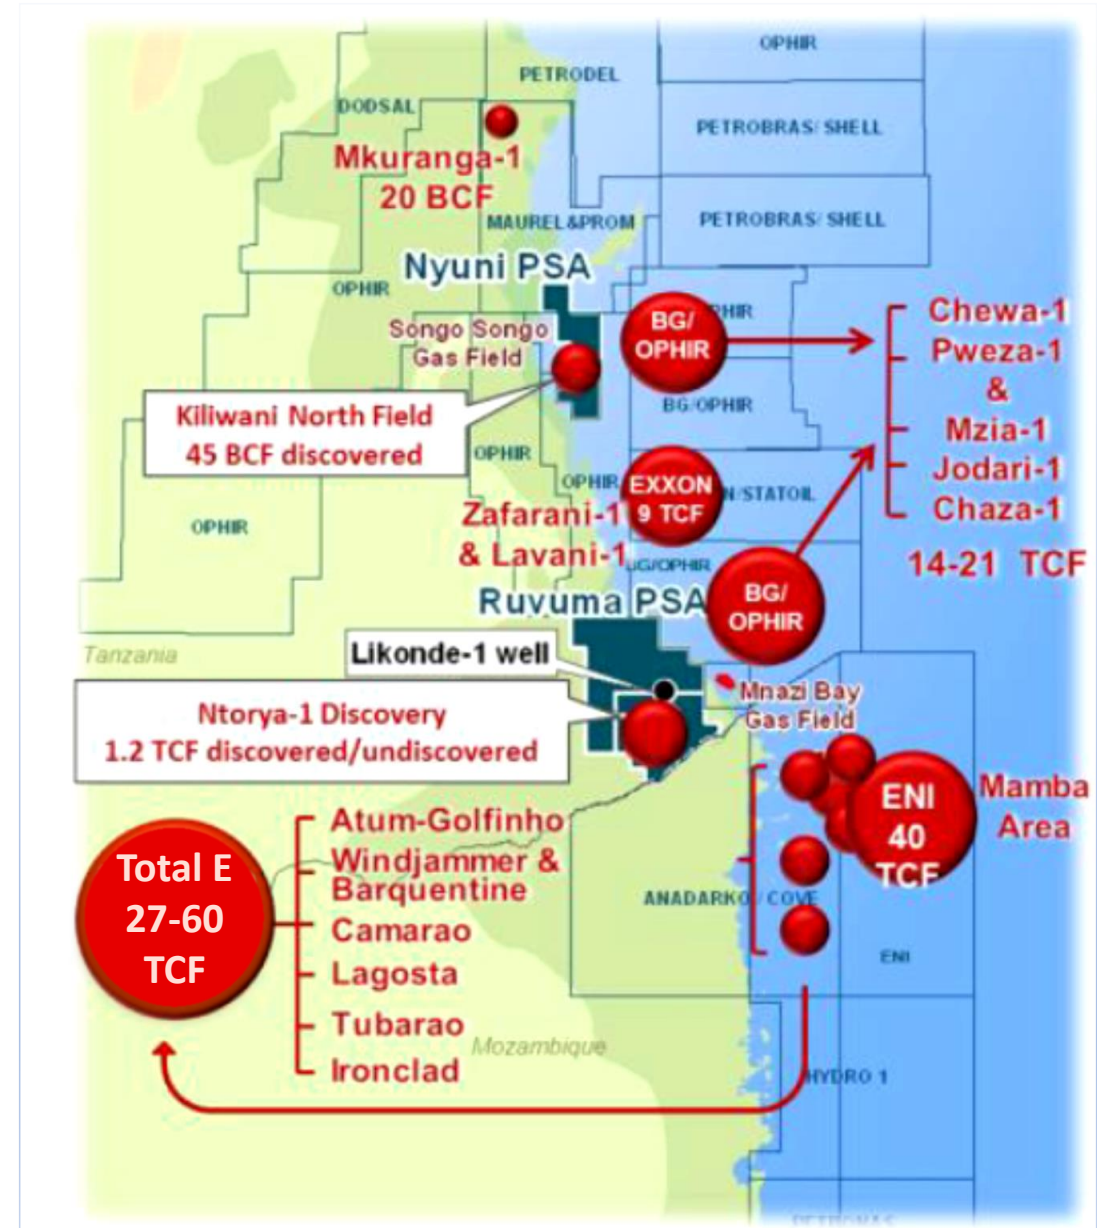 OPHIR
PETRODEL
DODSAL
PETROBRAS/ SHELL
Mkuranga-1
20 BCF
MAUREL&PROM
PETROBRAS/ SHELL
Nyuni PSA
OPHIR
Songo Songo
Gas Field
BG/
OPHIR
PHIR
Chewa-1
Pweza-1
&
Mzia-1
Jodari-1
Chaza-1
14-21 TCF
Kiliwani North Field
45 BCF discovered
BG/OPHIR
OPHIR
OPHIR
EXXON
9 TCF
N/STATOIL
OPHIR
Zafarani-1
& Lavani-1
BG/OPHIR
Ruvuma PSA
BG/
OPHIR
Tanzania
Likonde-1 well
Mnazi Bay
Gas Field
Ntorya-1 Discovery
1.2 TCF discovered/undiscovered
ENI
40
TCF
Mamba
Area
Total E
27-60
TCF
Atum-Golfinho
Windjammer &
Barquentine
Camarao
Lagosta
Tubarao
Ironclad
ANADARKO / COVE
ENI
Mozambique
HYDRO 1
PETRONAS